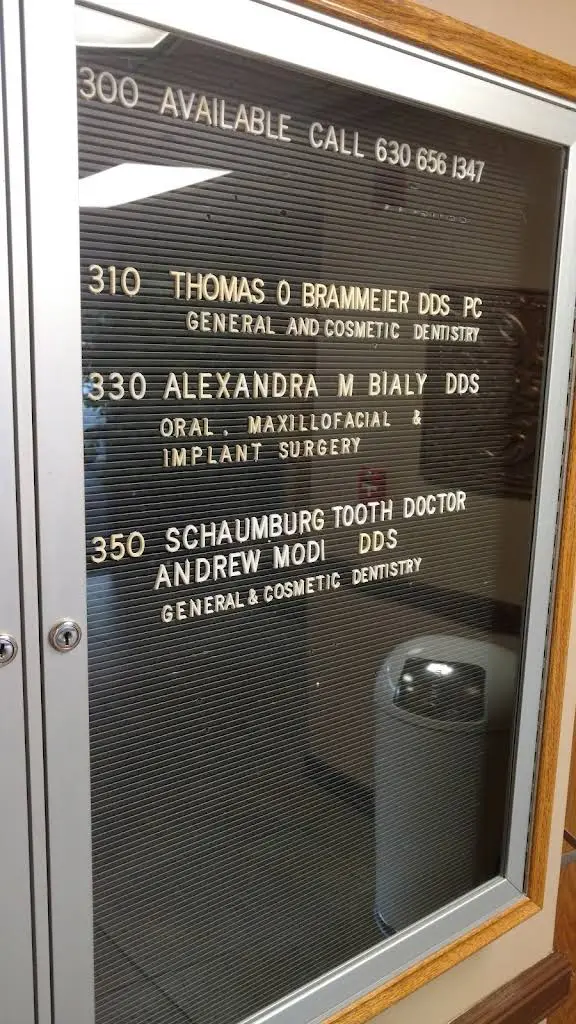 300 AVAILABLE CALL 630 656 1347
310 THOMAS O BRAMMEIER DDS PC
GENERAL AND COSMETIC DENTISTRY
330 ALEXANDRA M BIALY DDS
ORAL, MAXILLOFACIAL &
IMPLANT SURGERY
350 SCHAUMBURG TOOTH DOCTOR
ANDREW MODI DDS
GENERAL & COSMETIC DENTISTRY